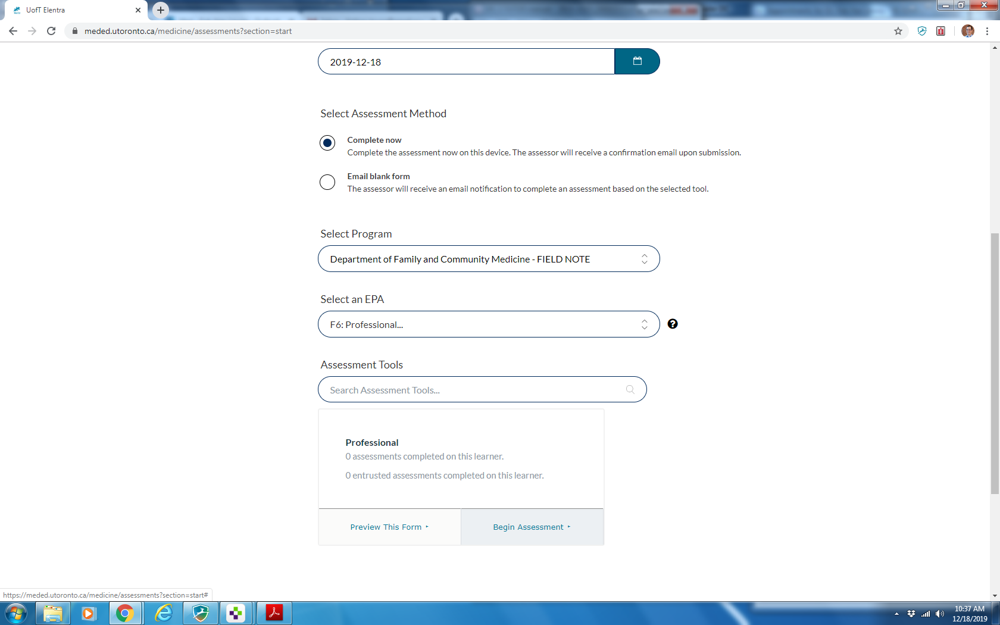 UofT Elentra
meded.utoronto.ca/medicine/assessments?section=start
2019-12-18
Select Assessment Method
Complete now
Complete the assessment now on this device. The assessor will receive a confirmation email upon submission.
Email blank form
The assessor will receive an email notification to complete an assessment based on the selected tool.
Select Program
Department of Family and Community Medicine - FIELD NOTE
Select an EPA
F6: Professional...
Assessment Tools
Search Assessment Tools...
Professional
0 assessments completed on this learner.
0 entrusted assessments completed on this learner.
Preview This Form
Begin Assessment
https://meded.utoronto.ca/medicine/assessments?section=start#
10:37 AM
12/18/2019